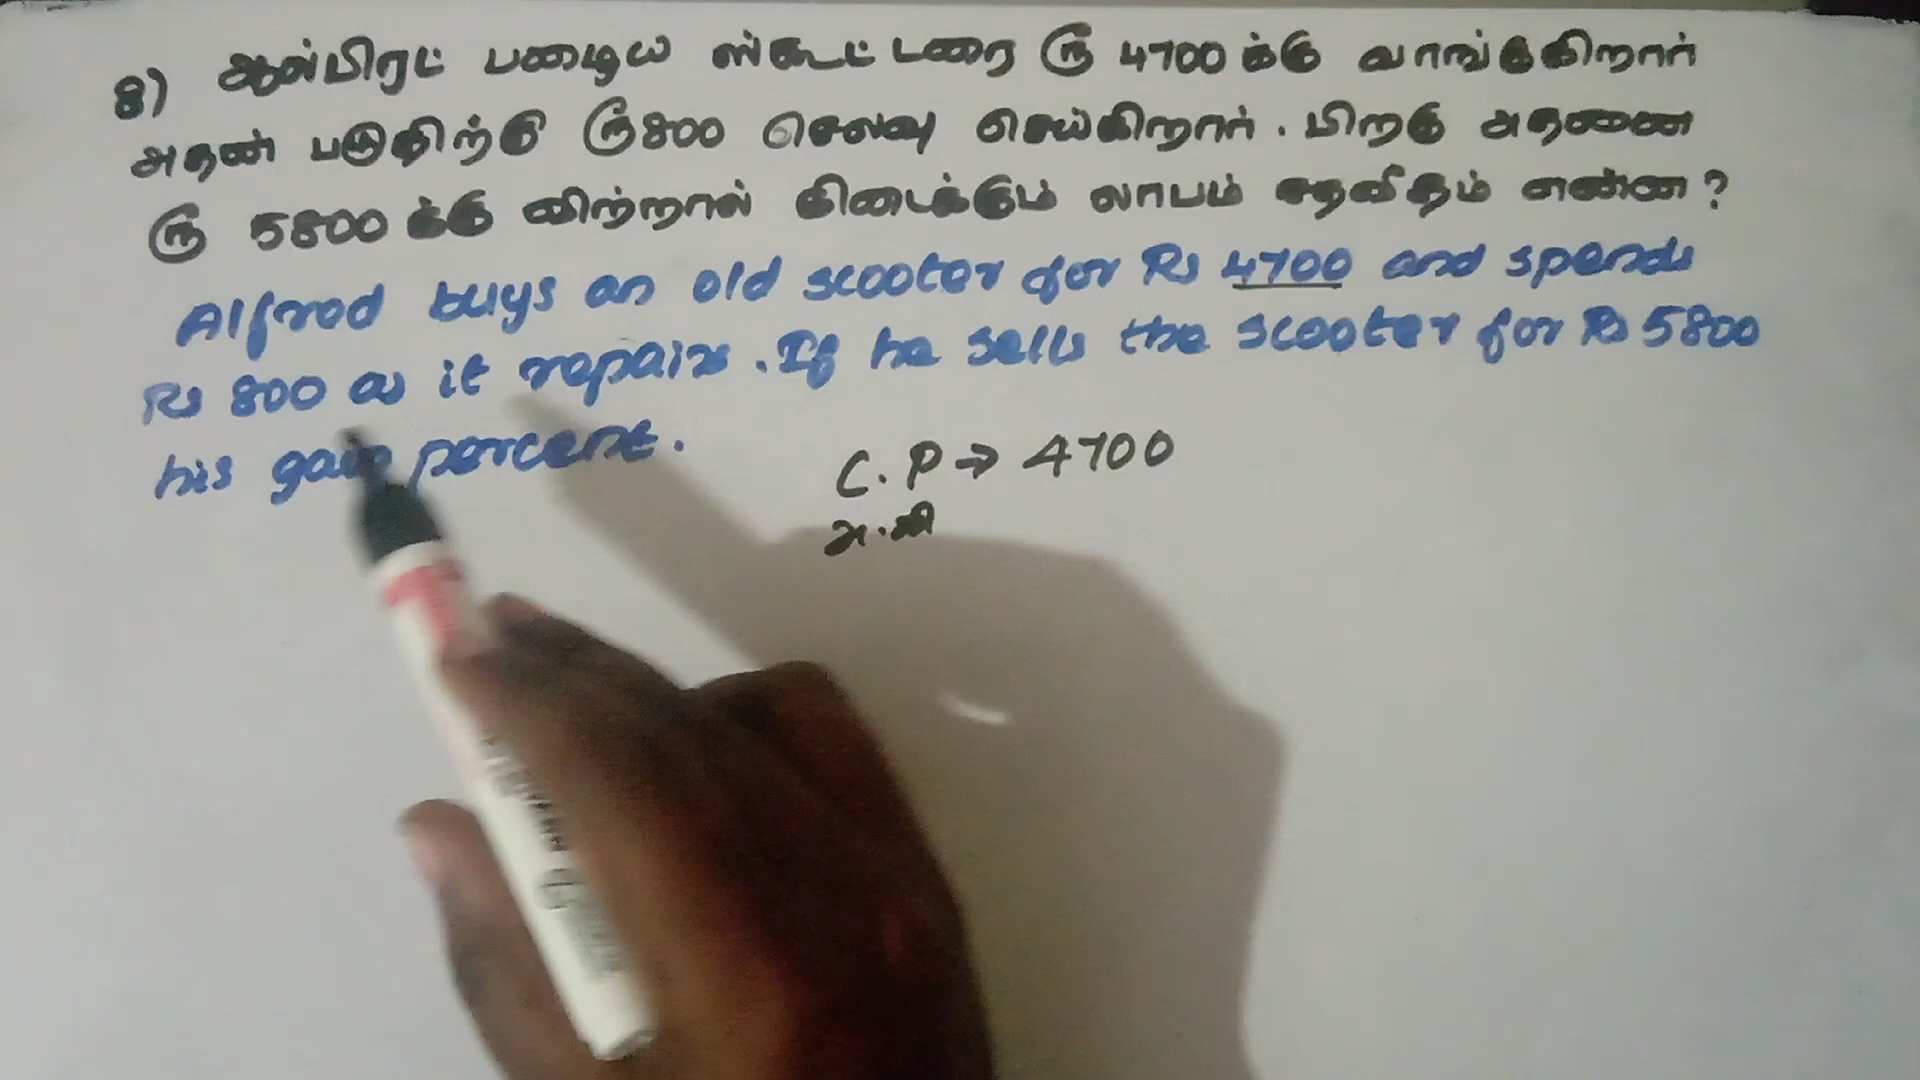 8) ஆல்பிரட் பழைய ஸ்கூட்டரை ரூ 4700 க்கு வாங்குகிறார்
அதன் பழுதிற்கு ரூ 800 செலவு செய்கிறார். பிறகு அதனை
ரூ 5800 க்கு விற்றால் கிடைக்கும் லாபம் சதவீதம் என்ன?
Alfred buys an old scooter for Rs 4700 and spends
Rs 800 as it repairs. If he sells the scooter for Rs 5800
his gain percent.
C.P → 4700
அ.வி